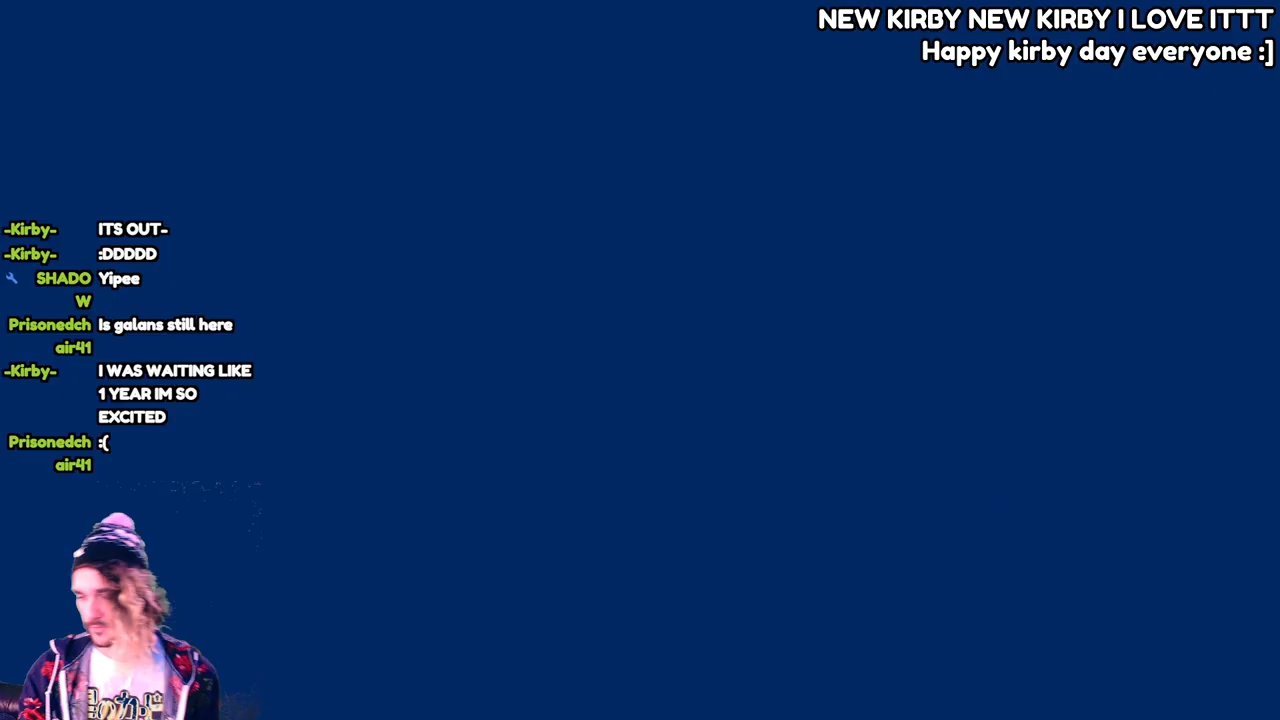 NEW KIRBY NEW KIRBY I LOVE ITTT
Happy kirby day everyone :]
-Kirby- ITS OUT-
-Kirby- :DDDDD
SHADO Yipee
W
Prisonedch Is galans still here
air41
-Kirby- I WAS WAITING LIKE
1 YEAR IM SO
EXCITED
Prisonedch :(
air41